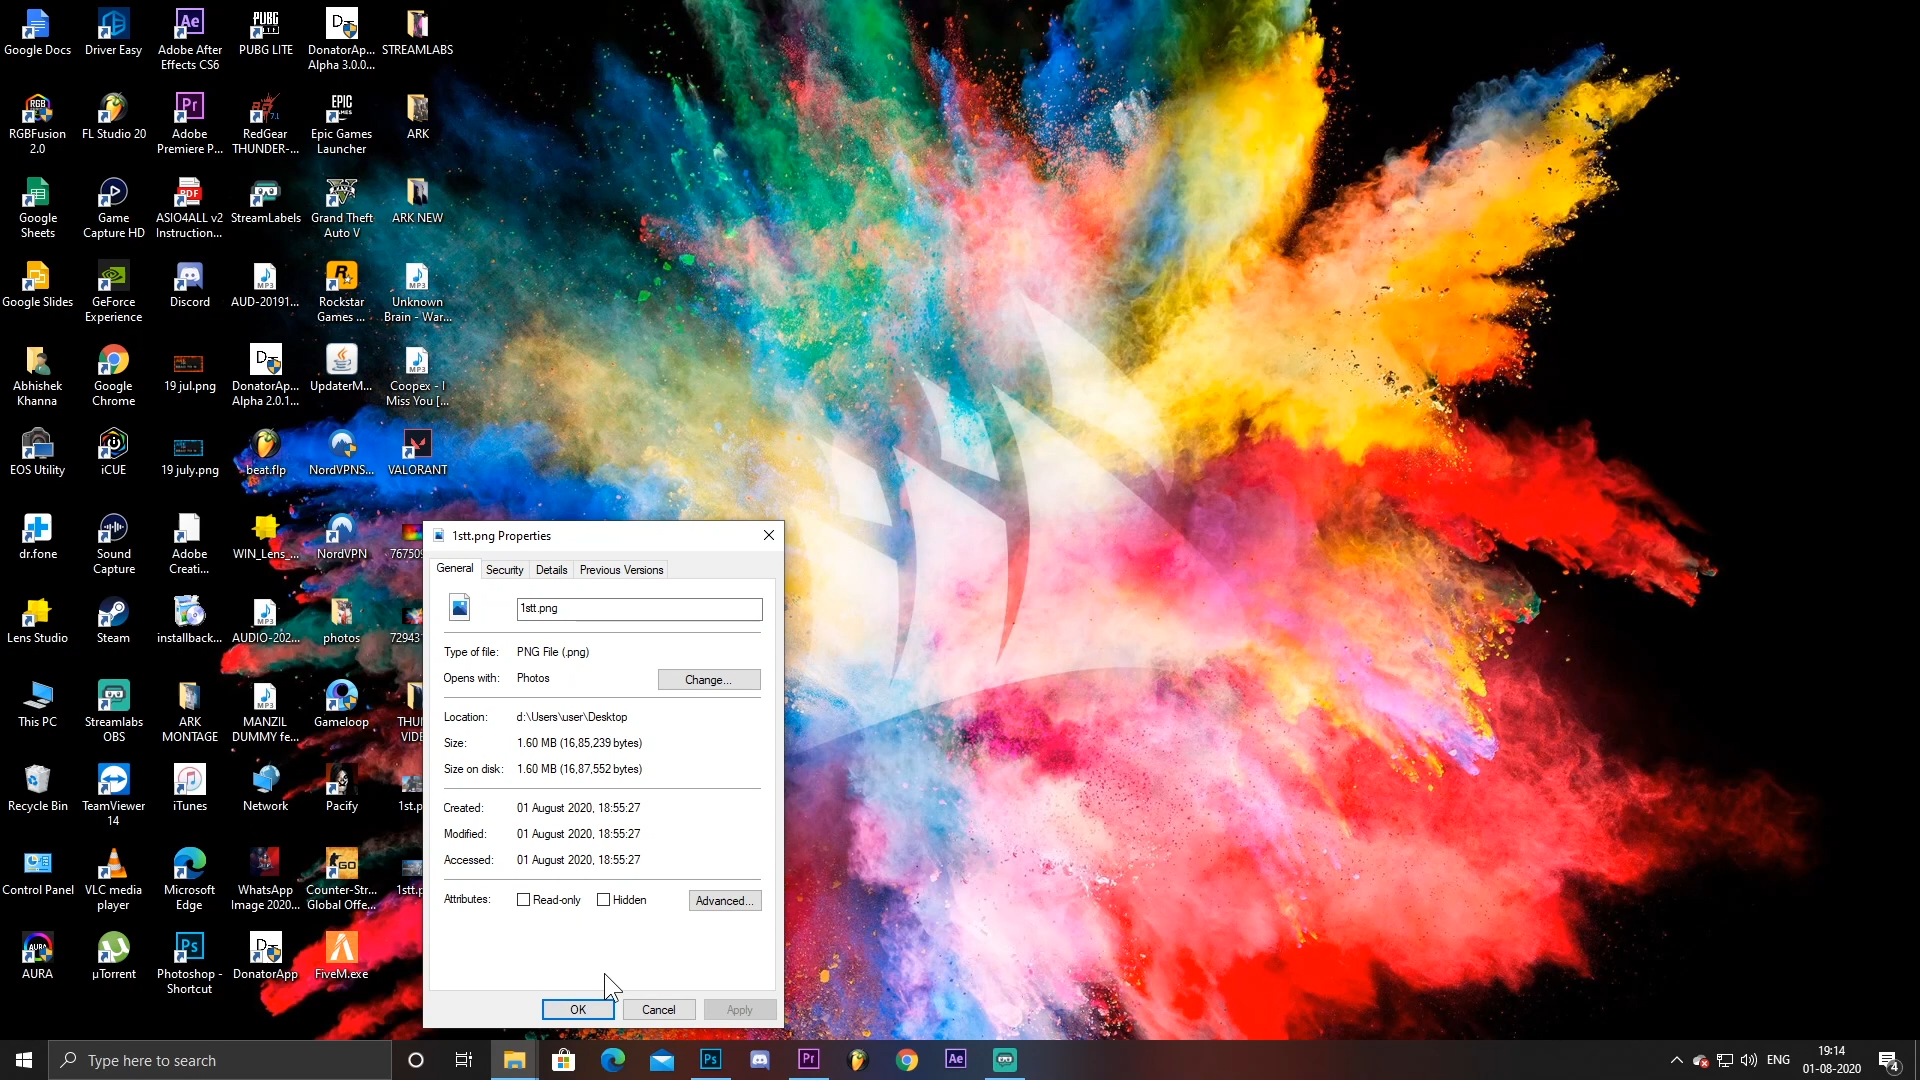 Google Docs
Driver Easy
Adobe After
Effects CS6
PUBG LITE
DonatorAp...
Alpha 3.0.0...
STREAMLABS
RGBFusion
2.0
FL Studio 20
Adobe
Premiere P...
RedGear
THUNDER-...
Epic Games
Launcher
ARK
Google
Sheets
Game
Capture HD
ASIO4ALL v2
Instruction...
StreamLabels
Grand Theft
Auto V
ARK NEW
Google Slides
GeForce
Experience
Discord
AUD-20191...
Rockstar
Games ...
Unknown
Brain - War...
Abhishek
Khanna
Google
Chrome
19 jul.png
DonatorAp...
Alpha 2.0.1...
UpdaterM...
Coopex - I
Miss You [...
EOS Utility
iCUE
19 july.png
beat.flp
NordVPNS...
VALORANT
dr.fone
Sound
Capture
Adobe
Creati...
WIN_Lens_...
NordVPN
Lens Studio
Steam
installback...
AUDIO-202...
photos
This PC
Streamlabs
OBS
ARK
MONTAGE
MANZIL
DUMMY fe...
Gameloop
Recycle Bin
TeamViewer
14
iTunes
Network
Pacify
Control Panel
VLC media
player
Microsoft
Edge
WhatsApp
Image 2020...
Counter-Str...
Global Offe...
AURA
µTorrent
Photoshop -
Shortcut
DonatorApp
FiveM.exe
1stt.png Properties
General
Security
Details
Previous Versions
1stt.png
Type of file: PNG File (.png)
Opens with: Photos
Change...
Location: d:\Users\user\Desktop
Size: 1.60 MB (16,85,239 bytes)
Size on disk: 1.60 MB (16,87,552 bytes)
Created: 01 August 2020, 18:55:27
Modified: 01 August 2020, 18:55:27
Accessed: 01 August 2020, 18:55:27
Attributes: Read-only Hidden Advanced...
OK Cancel Apply
Type here to search
ENG
19:14
01-08-2020
4